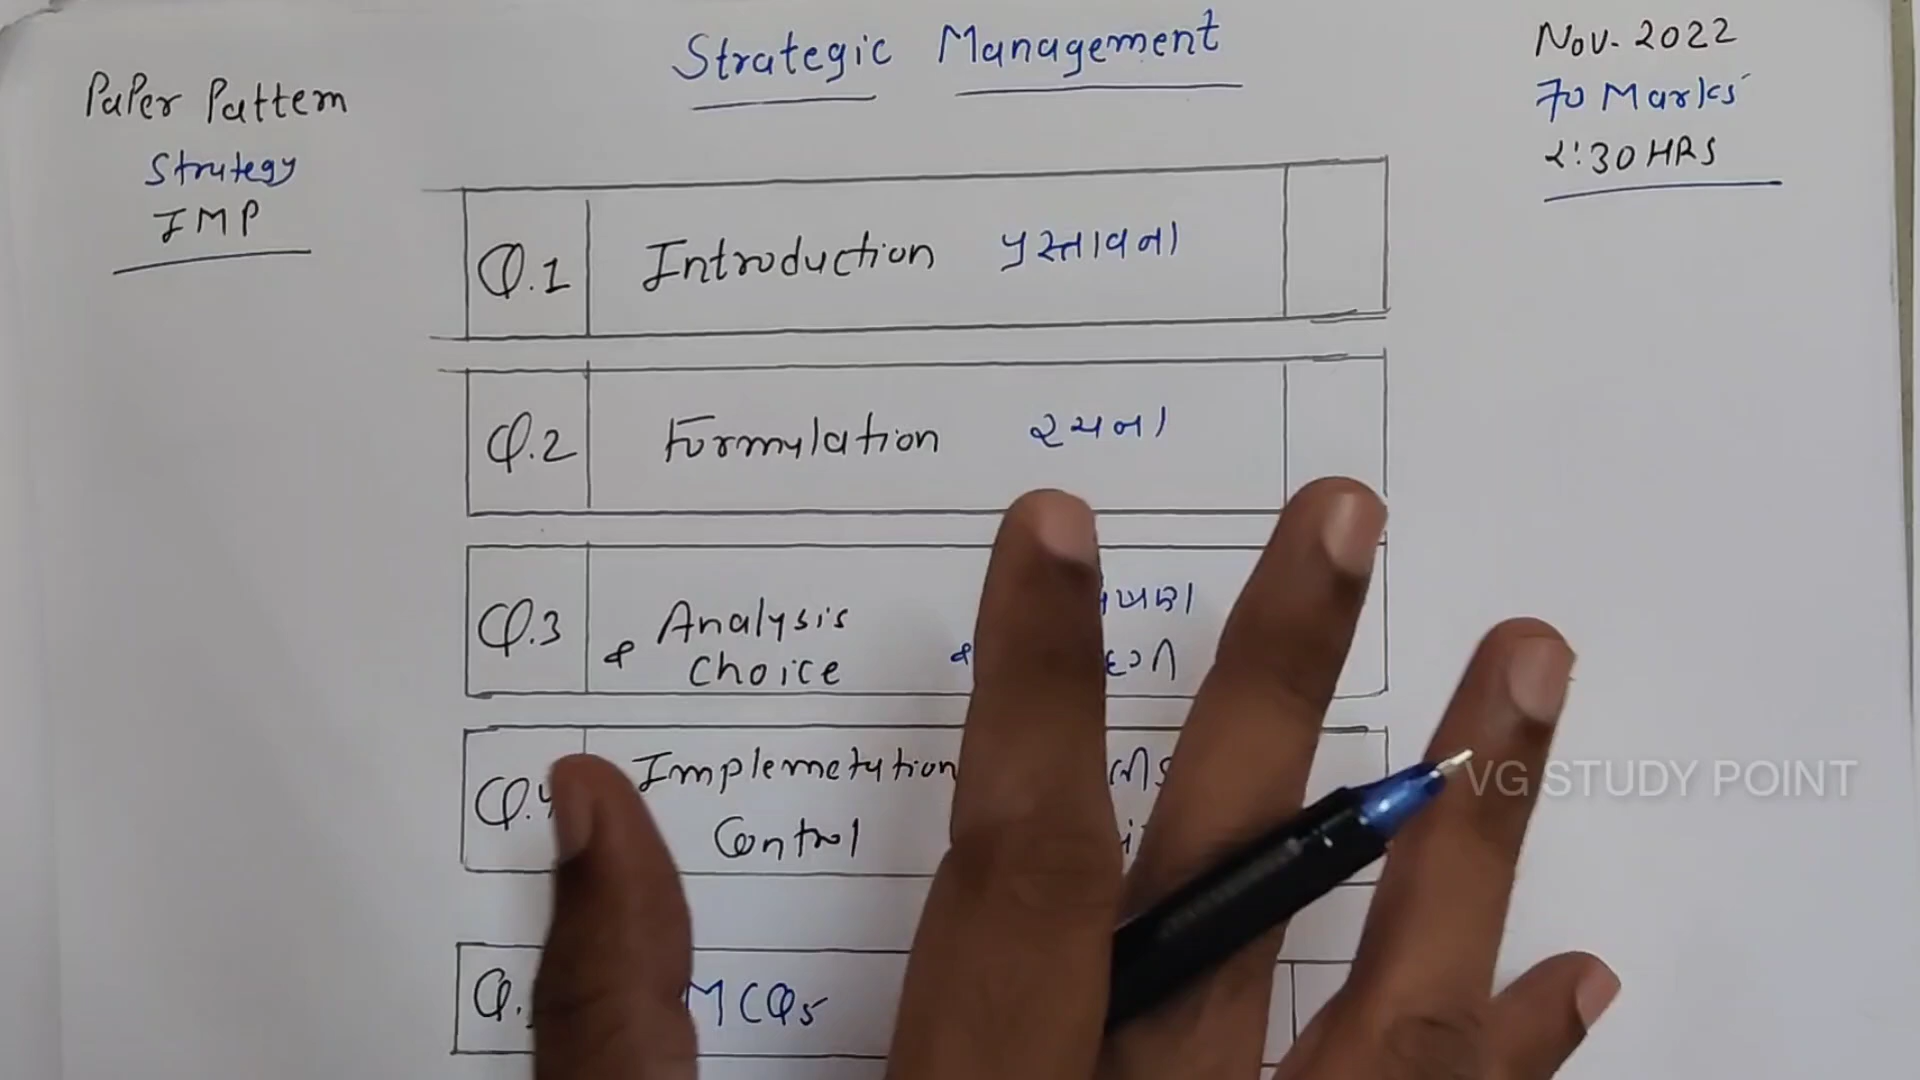 Strategic Management
Paper Pattern
Strategy
IMP
Nov. 2022
70 Marks
2:30 HRS
Q.1 Introduction પ્રસ્તાવના
Q.2 Formulation રચના
Q.3 Analysis
& Choice &
Implemetation
Control
MCQs
VG STUDY POINT